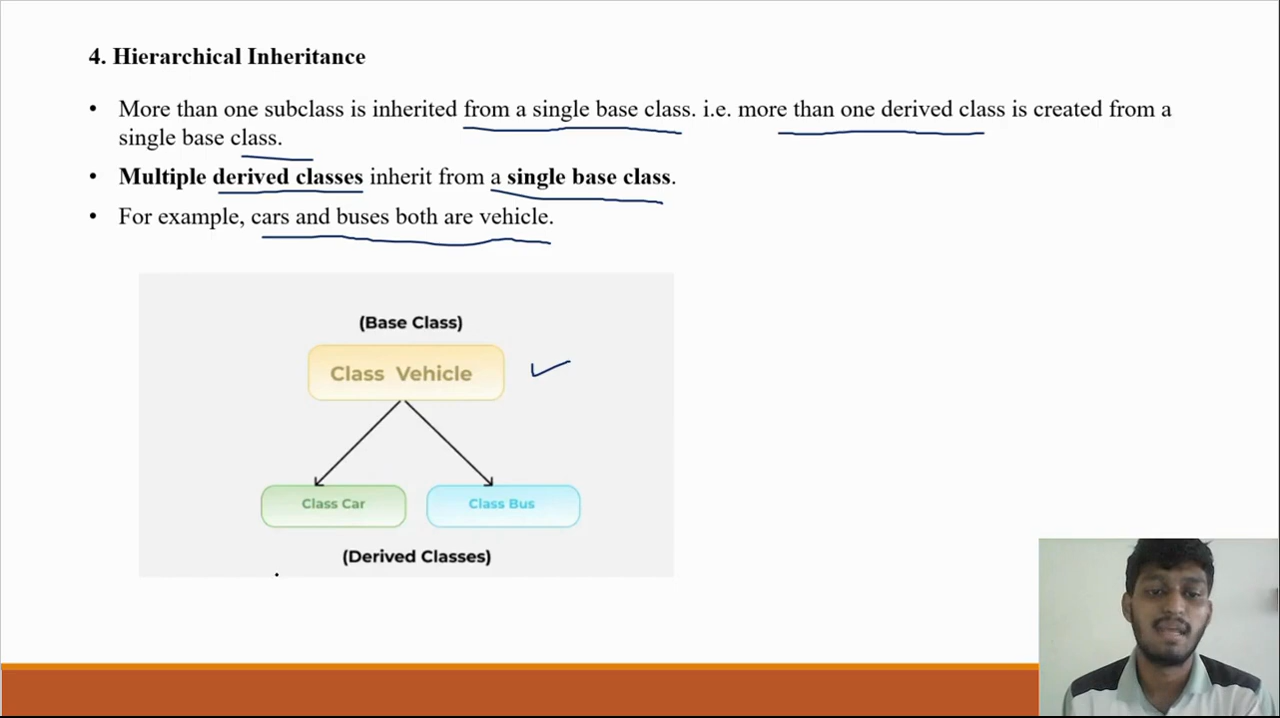 4. Hierarchical Inheritance
• More than one subclass is inherited from a single base class. i.e. more than one derived class is created from a
single base class.
• Multiple derived classes inherit from a single base class.
• For example, cars and buses both are vehicle.
(Base Class)
Class Vehicle
Class Car Class Bus
(Derived Classes)